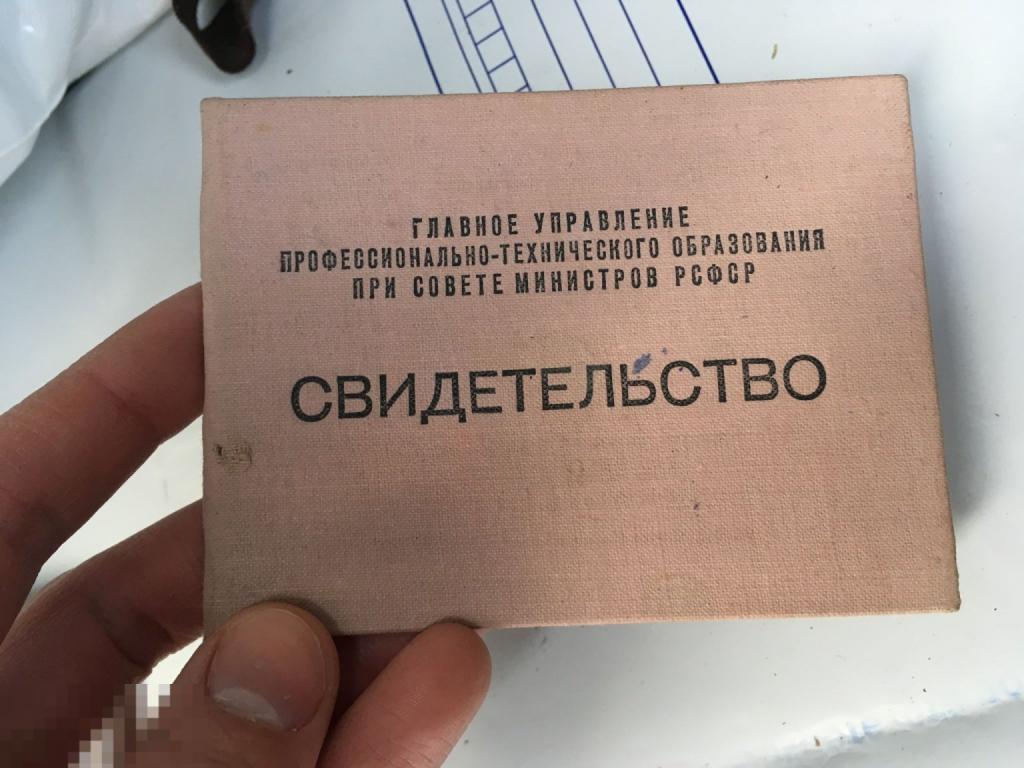 ГЛАВНОЕ УПРАВЛЕНИЕ
ПРОФЕССИОНАЛЬНО-ТЕХНИЧЕСКОГО ОБРАЗОВАНИЯ
ПРИ СОВЕТЕ МИНИСТРОВ РСФСР
СВИДЕТЕЛЬСТВО